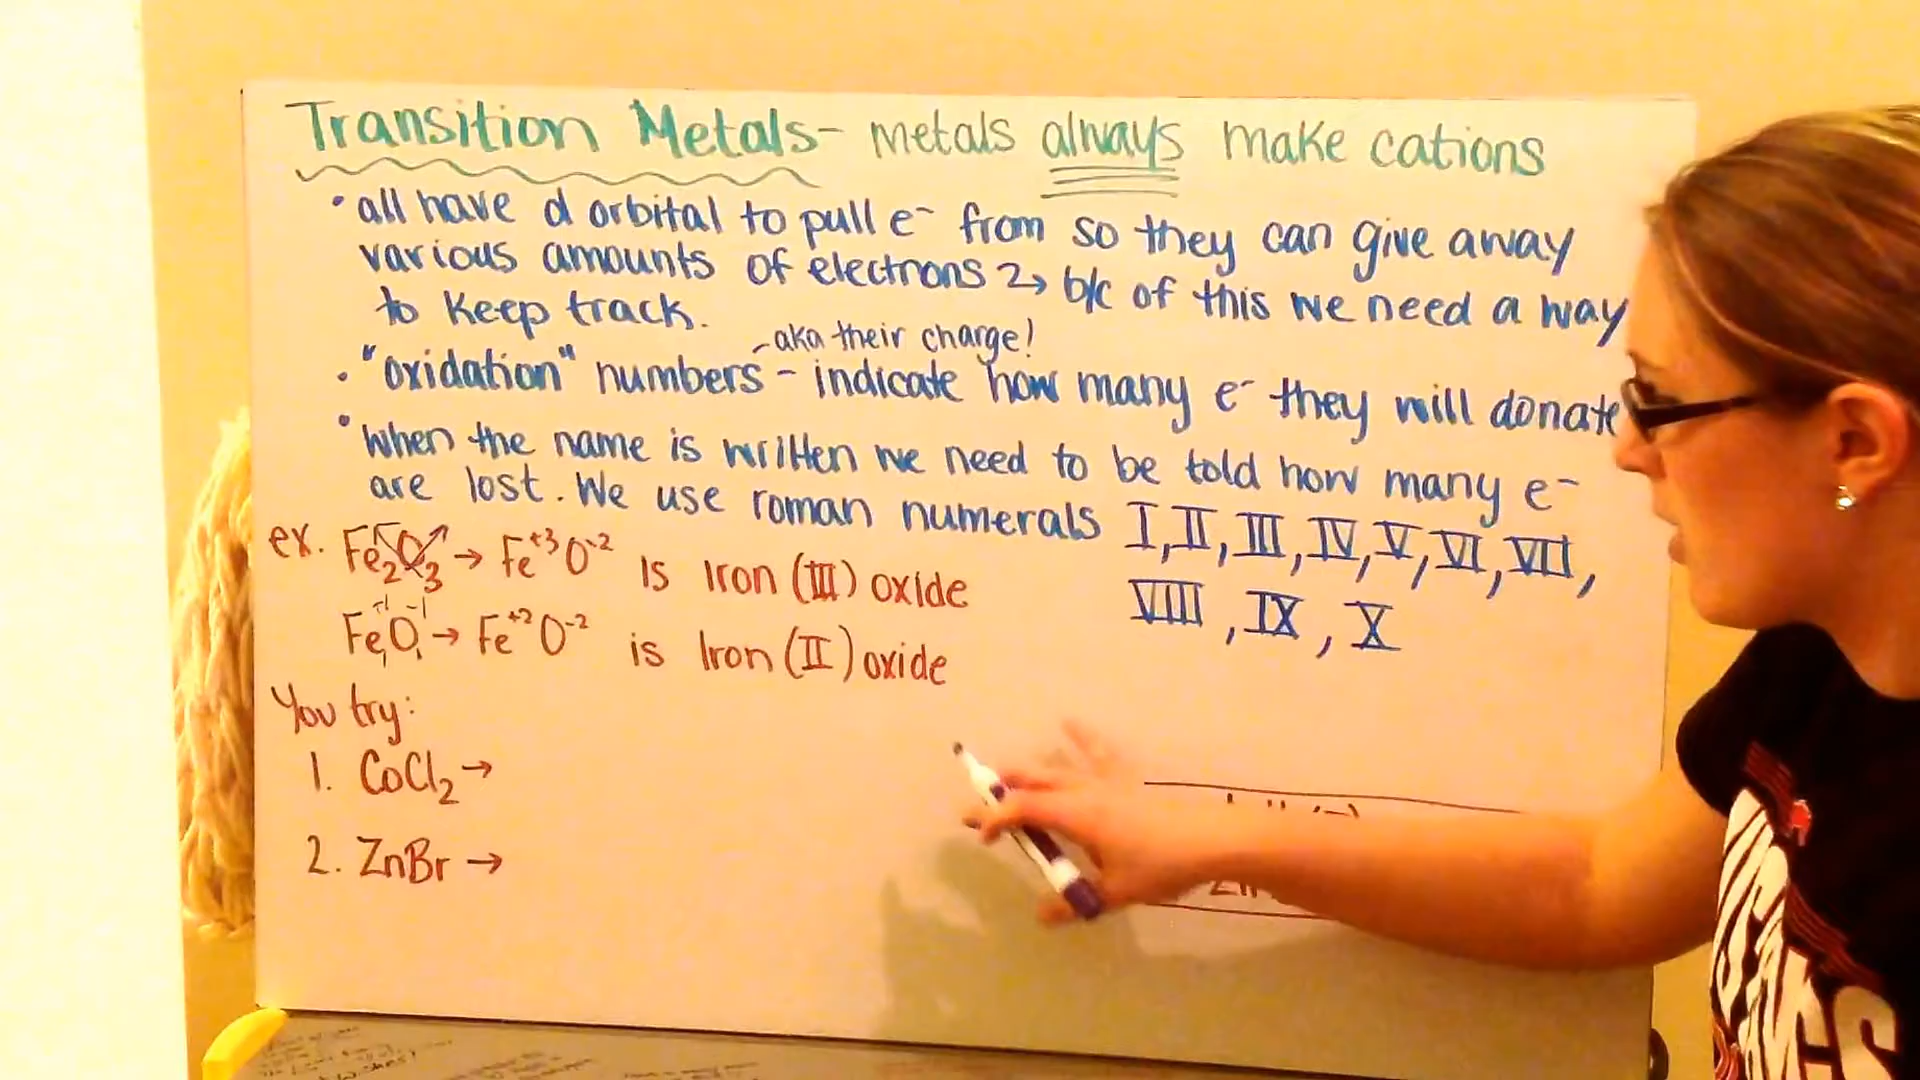 Transition Metals- metals always make cations
• all have d orbital to pull e⁻ from so they can give away
various amounts of electrons → b/c of this we need a way
to keep track.
- aka their charge!
• "oxidation" numbers - indicate how many e⁻ they will donate
• when the name is written we need to be told how many e⁻
are lost. We use roman numerals I, II, III, IV, V, VI, VII,
VIII, IX, X
ex. Fe₂O₃ → Fe⁺³O⁻² is Iron (III) oxide
+1 -1
Fe₁O₁ → Fe⁺²O⁻² is Iron (II) oxide
You try:
1. CoCl₂ →
2. ZnBr →